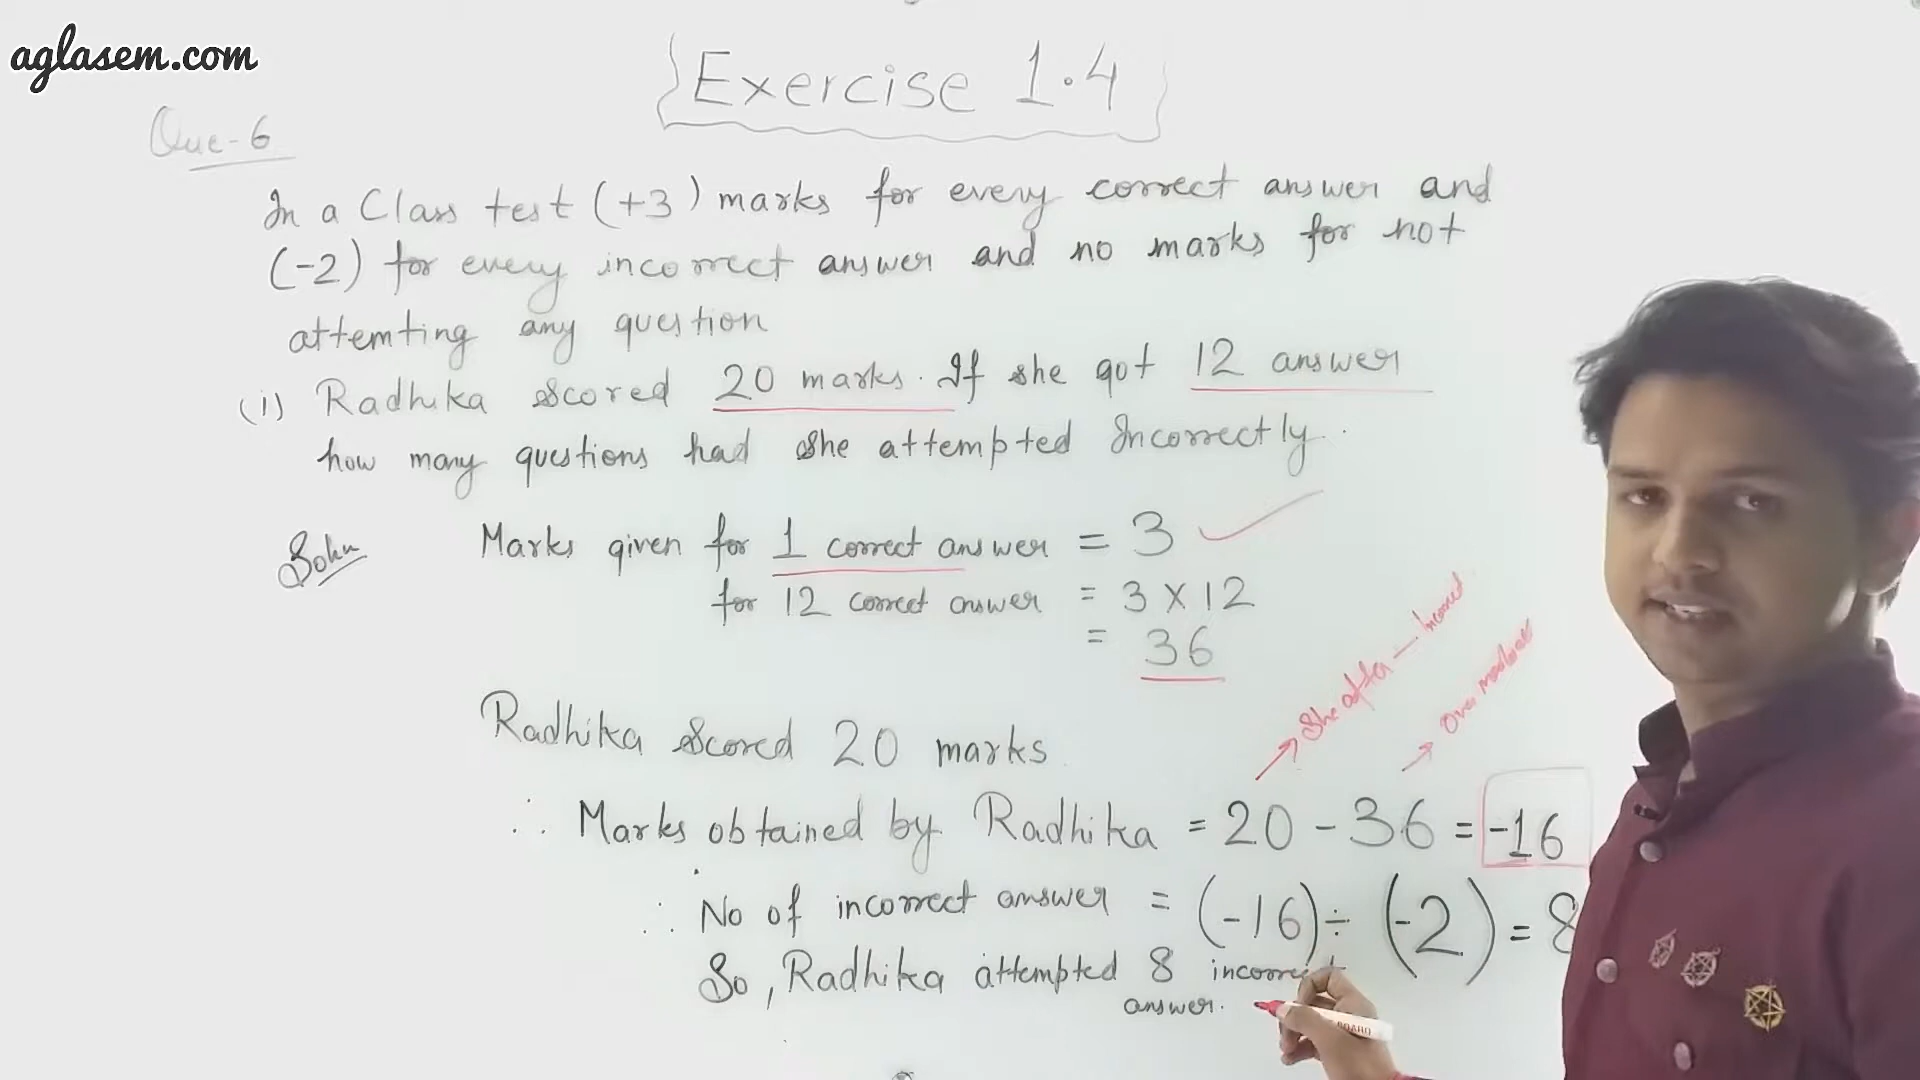 aglasem.com
Exercise 1.4
Que-6
In a Class test (+3) marks for every correct answer and
(-2) for every incorrect answer and no marks for not
attemting any question
(i) Radhika scored 20 marks. If she got 12 answer
how many questions had she attempted Incorrectly.
Soln
Marks given for 1 correct answer = 3
for 12 correct answer = 3 X 12
= 36
She after — Incorrect
Over
Radhika scored 20 marks.
∴ Marks obtained by Radhika = 20 - 36 = -16
∴ No of incorrect answer = (-16) ÷ (-2) = 8
So, Radhika attempted 8 incorrect
answer.